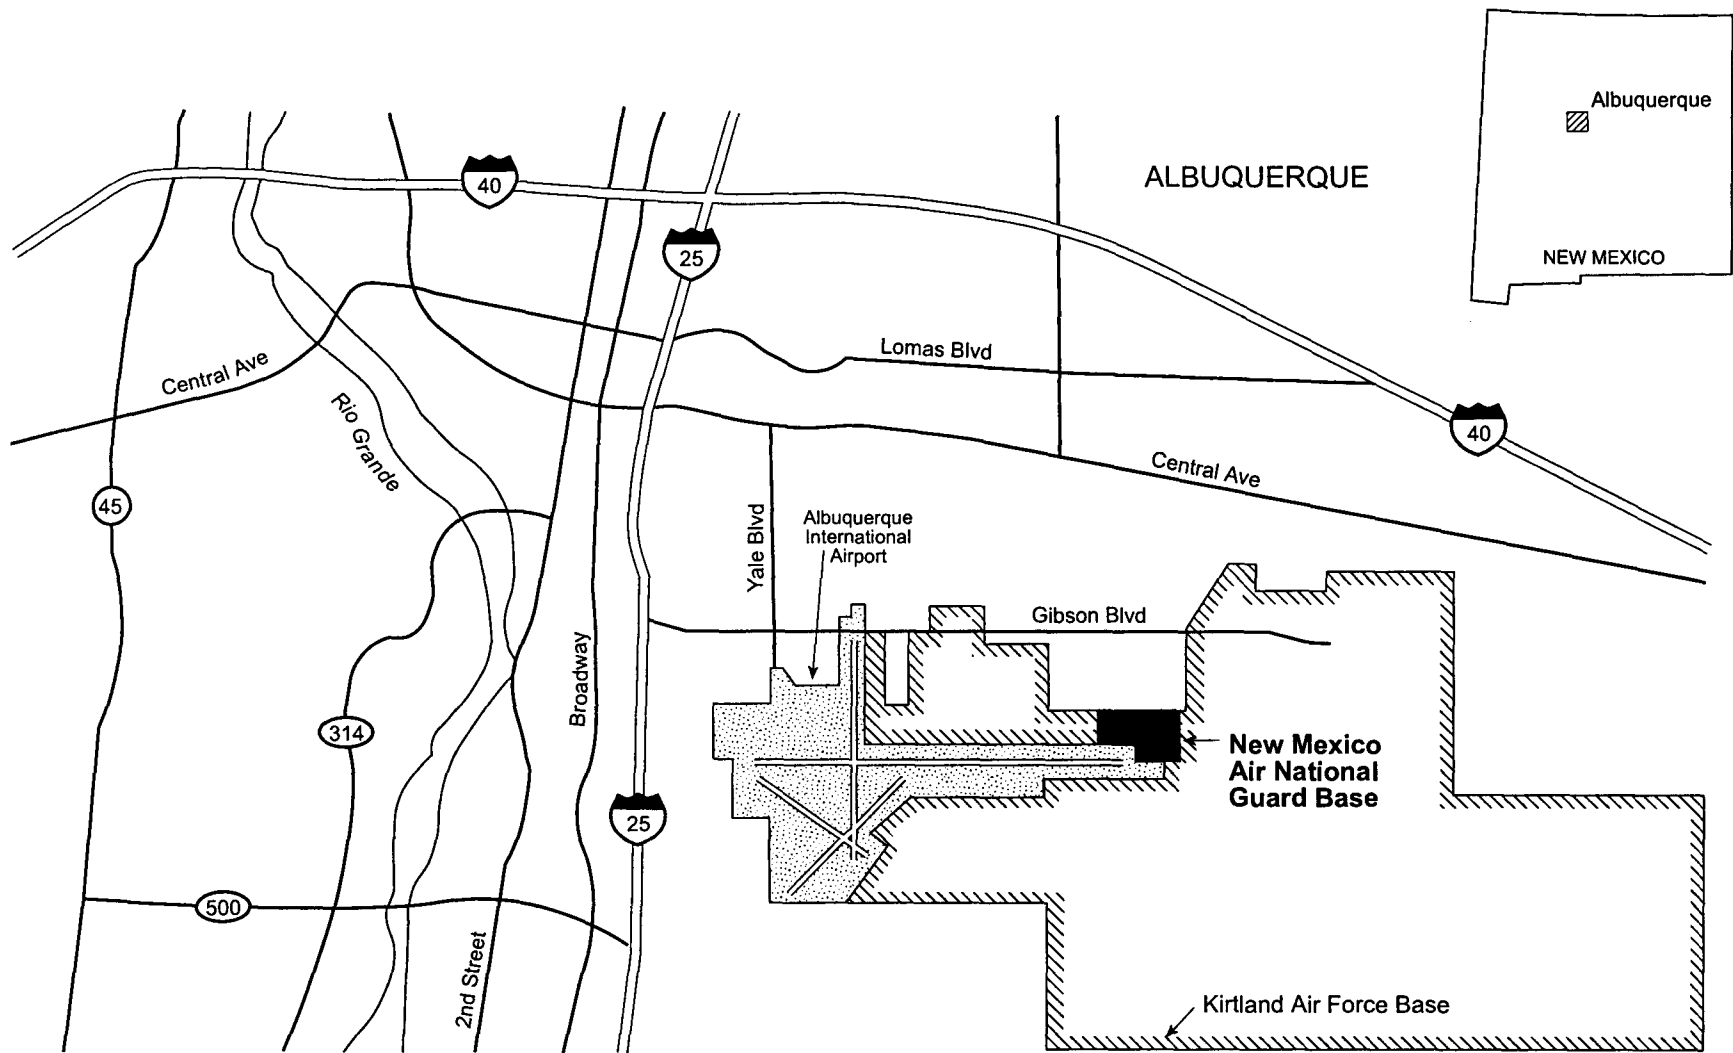 Albuquerque
NEW MEXICO
ALBUQUERQUE
40
25
Lomas Blvd
Central Ave
Rio Grande
40
Central Ave
45
Yale Blvd
Albuquerque
International
Airport
Gibson Blvd
Broadway
314
New Mexico
Air National
Guard Base
25
500
2nd Street
Kirtland Air Force Base